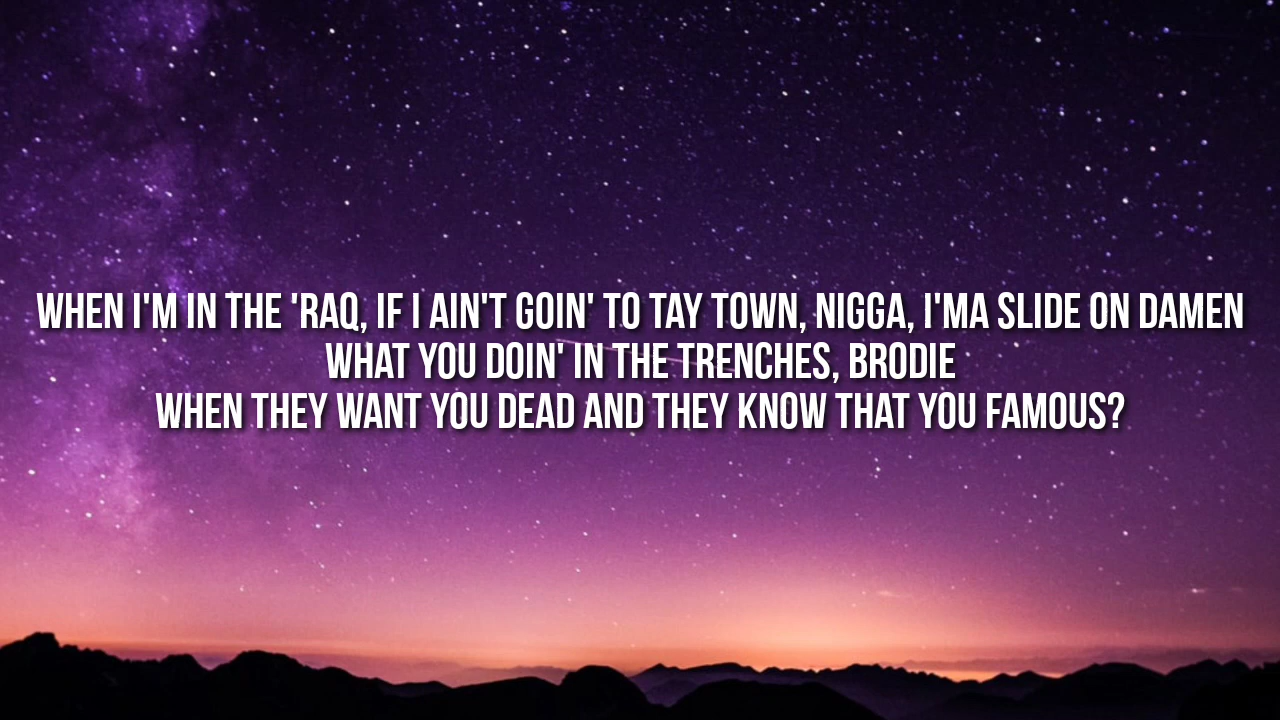 WHEN I'M IN THE 'RAQ, IF I AIN'T GOIN' TO TAY TOWN, NIGGA, I'MA SLIDE ON DAMEN
WHAT YOU DOIN' IN THE TRENCHES, BRODIE
WHEN THEY WANT YOU DEAD AND THEY KNOW THAT YOU FAMOUS?